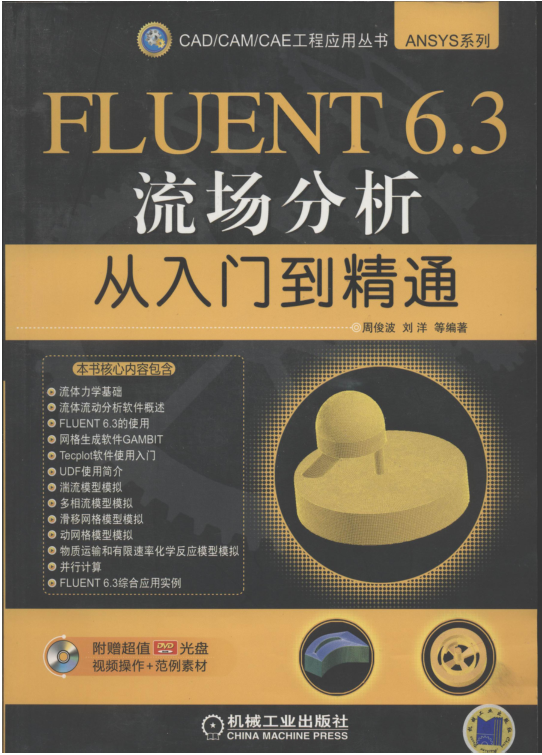 CAD/CAM/CAE工程应用丛书
ANSYS系列
FLUENT 6.3
流场分析
从入门到精通
周俊波 刘洋 等编著
本书核心内容包含
流体力学基础
流体流动分析软件概述
FLUENT 6.3的使用
网格生成软件GAMBIT
Tecplot软件使用入门
UDF使用简介
湍流模型模拟
多相流模型模拟
滑移网格模型模拟
动网格模型模拟
物质运输和有限速率化学反应模型模拟
并行计算
FLUENT 6.3综合应用实例
附赠超值 DVD 光盘
视频操作+范例素材
机械工业出版社
CHINA MACHINE PRESS